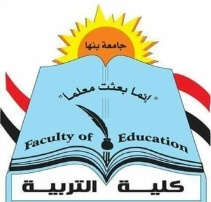 جامعة بنها
"إنما بعثت معلما"
Faculty of Education
كلية التربية